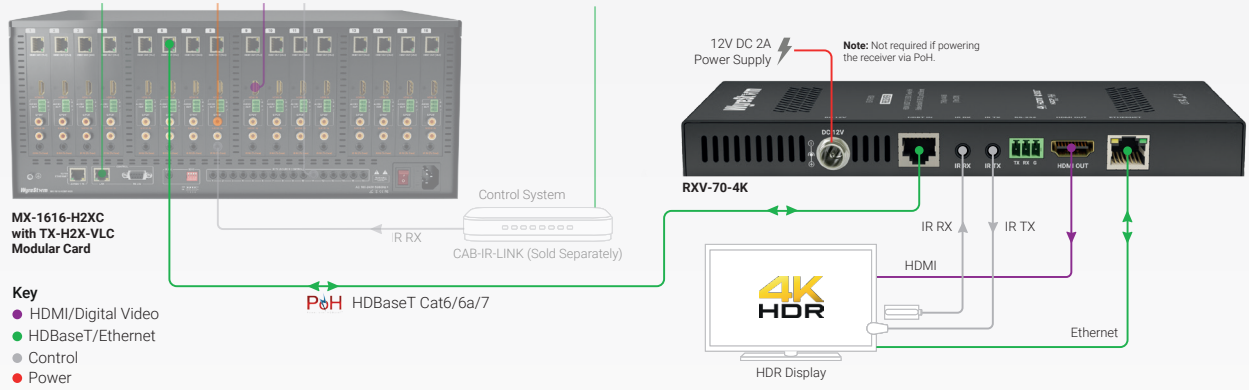 12V DC 2A
Power Supply
Note: Not required if powering
the receiver via PoH.
WyreStorm
DC 12V
IR RX
IR TX
TX RX G
HDMI OUT
RXV-70-4K
MX-1616-H2XC
with TX-H2X-VLC
Modular Card
Control System
IR RX
CAB-IR-LINK (Sold Separately)
IR RX
IR TX
HDMI
4K
HDR
Ethernet
HDR Display
PoH HDBaseT Cat6/6a/7
Key
HDMI/Digital Video
HDBaseT/Ethernet
Control
Power